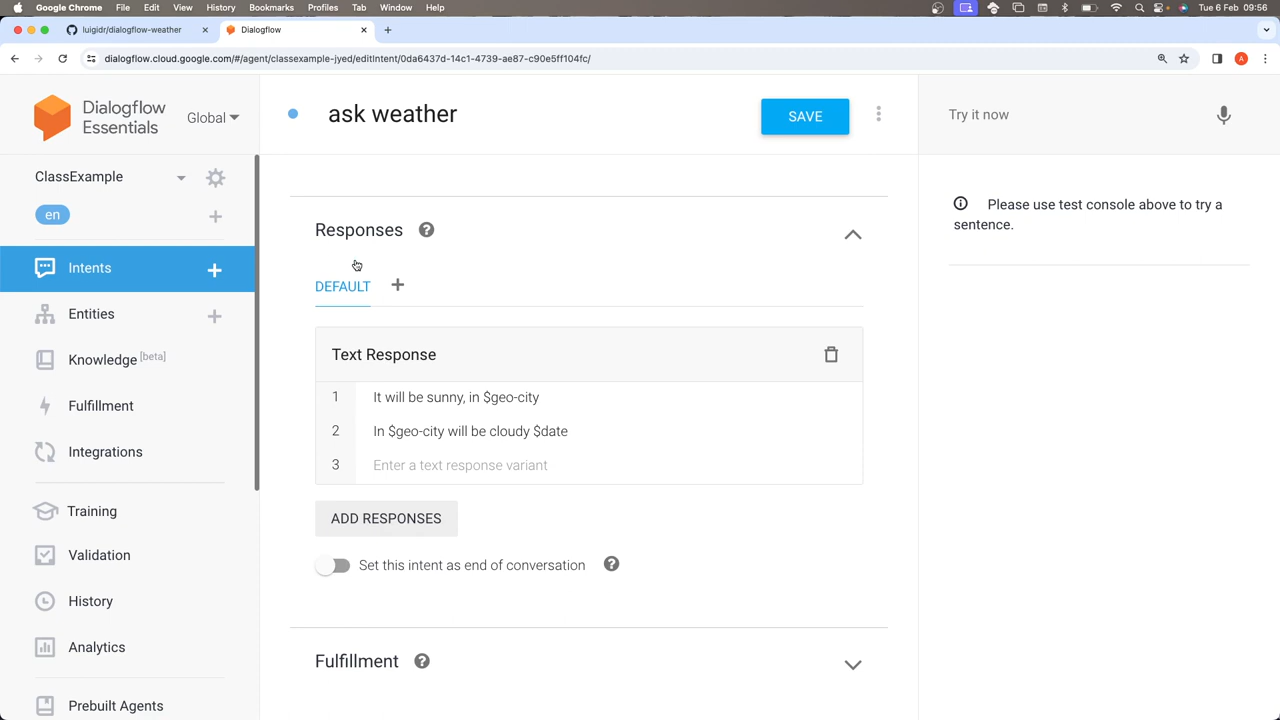 Chrome File Edit View History Bookmarks Profiles Tab Window Help
Tue 6 Feb 09:56
luigidr/dialogflow-weather
Dialogflow
dialogflow.cloud.google.com/#/agent/classexample-jyed/editIntent/0da6437d-14c1-4739-ae87-c90e5ff104fc/
A
Dialogflow
Essentials
Global
ClassExample
en
Intents
Entities
Knowledge [beta]
Fulfillment
Integrations
Training
Validation
History
Analytics
Prebuilt Agents
ask weather
SAVE
Responses
DEFAULT
Text Response
1 It will be sunny, in $geo-city
2 In $geo-city will be cloudy $date
3 Enter a text response variant
ADD RESPONSES
Set this intent as end of conversation
Fulfillment
Try it now
Please use test console above to try a
sentence.